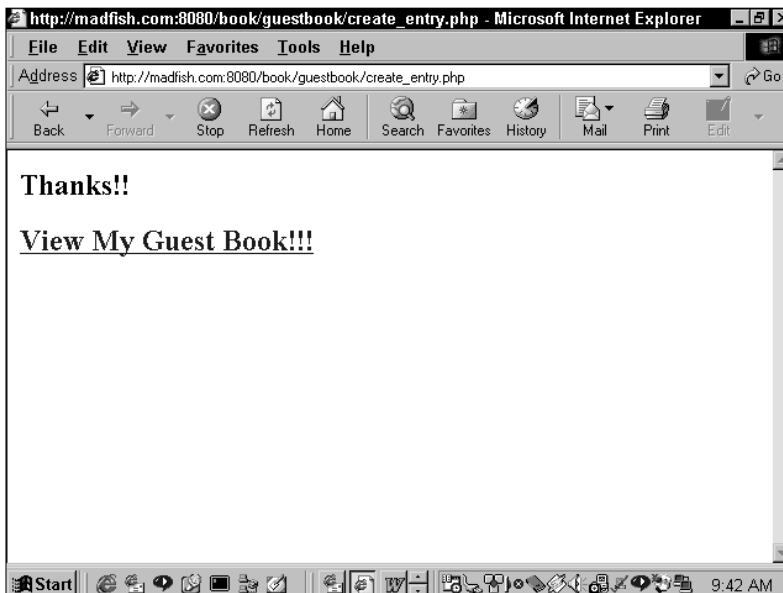 http://madfish.com:8080/book/guestbook/create_entry.php - Microsoft Internet Explorer
File Edit View Favorites Tools Help
Address http://madfish.com:8080/book/guestbook/create_entry.php Go
Back Forward Stop Refresh Home Search Favorites History Mail Print Edit
Thanks!!
View My Guest Book!!!
Start 9:42 AM